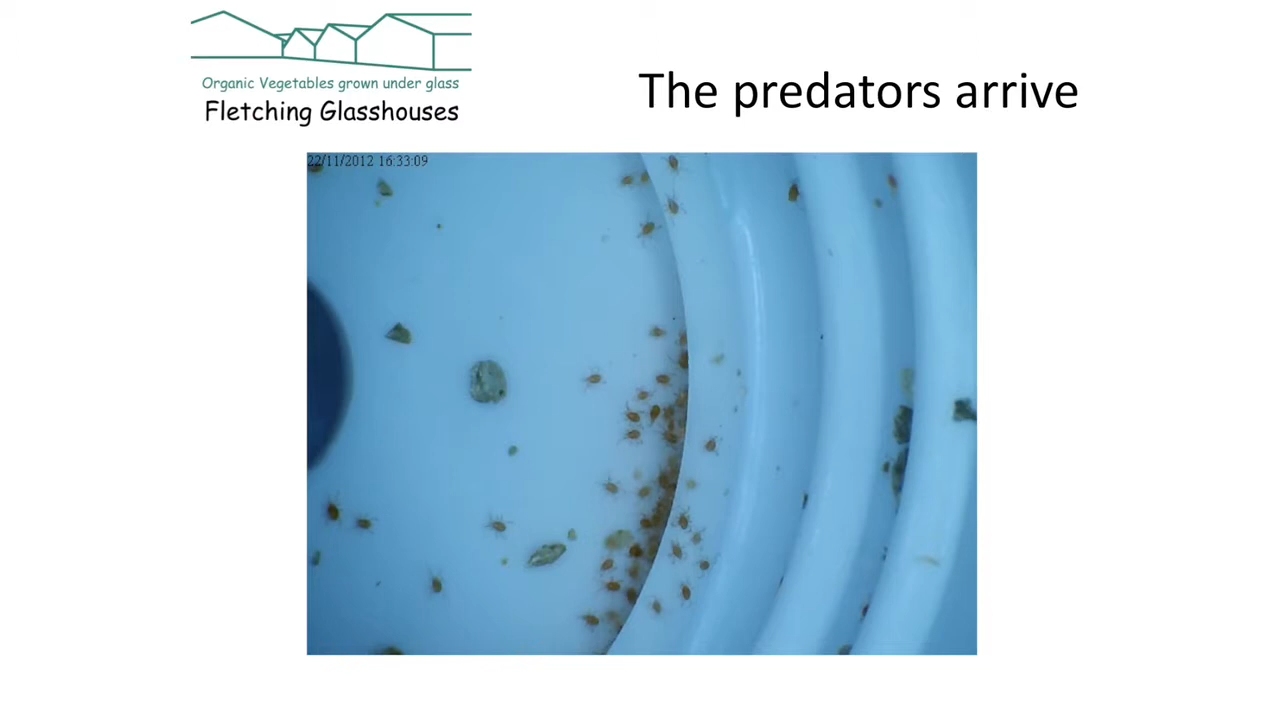 Organic Vegetables grown under glass
Fletching Glasshouses
The predators arrive
22/11/2012 16:33:09